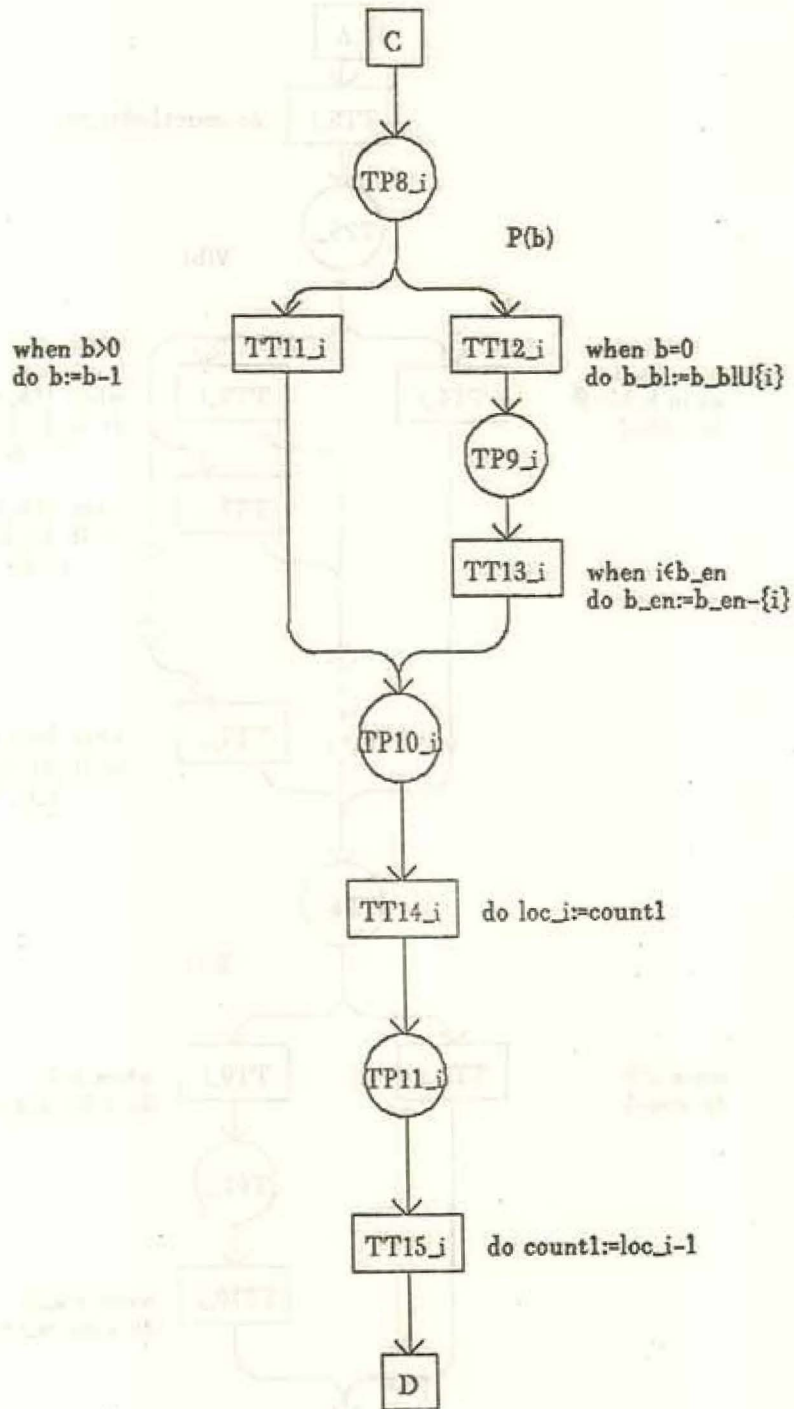 C
TP8_i
P(b)
TT11_i
when b>0
do b:=b-1
TT12_i
when b=0
do b_bl:=b_blU{i}
TP9_i
TT13_i
when i∈b_en
do b_en:=b_en-{i}
TP10_i
TT14_i
do loc_i:=count1
TP11_i
TT15_i
do count1:=loc_i-1
D